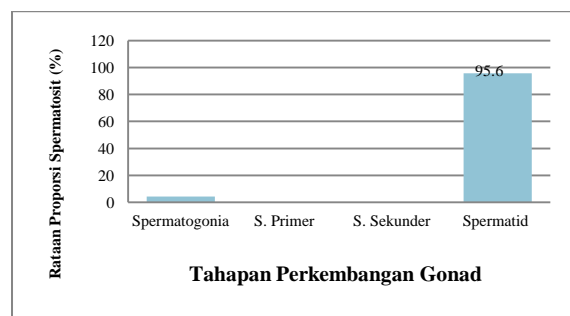 Rataan Proporsi Spermatosit (%)
120
100
80
60
40
20
0
95.6
Spermatogonia S. Primer S. Sekunder Spermatid
Tahapan Perkembangan Gonad